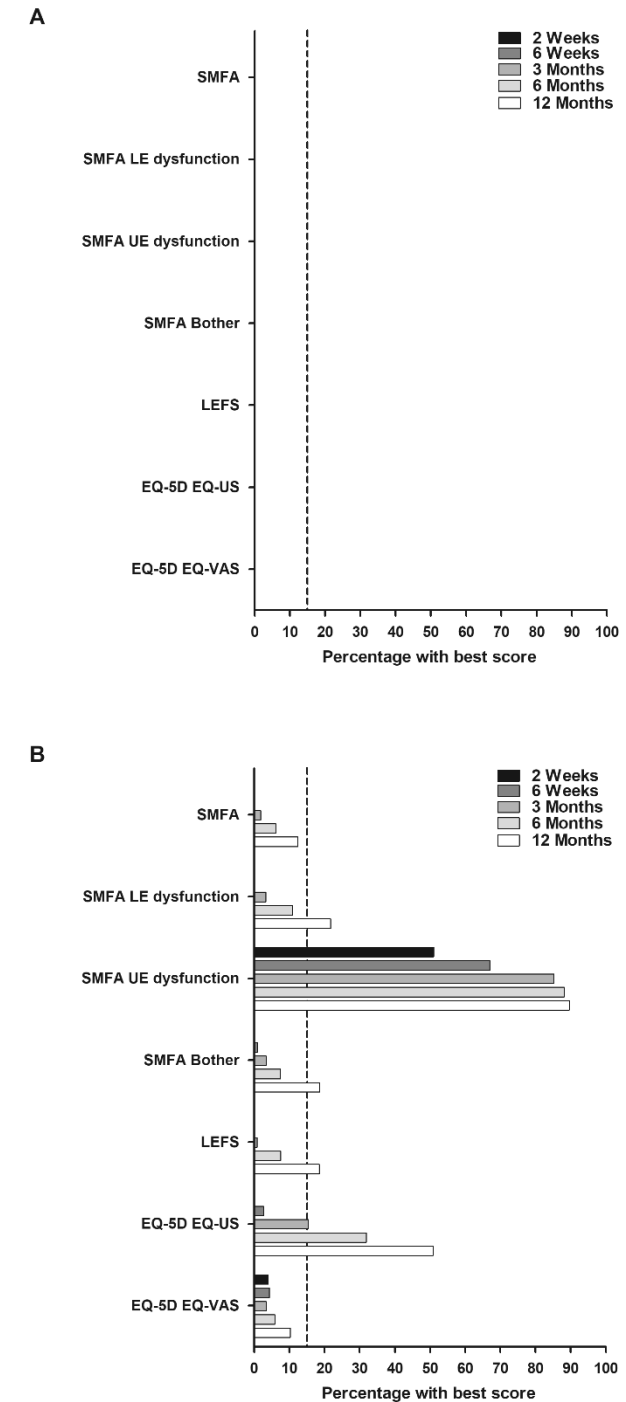 A
2 Weeks
6 Weeks
3 Months
6 Months
12 Months
SMFA
SMFA LE dysfunction
SMFA UE dysfunction
SMFA Bother
LEFS
EQ-5D EQ-US
EQ-5D EQ-VAS
0 10 20 30 40 50 60 70 80 90 100
Percentage with best score
B
2 Weeks
6 Weeks
3 Months
6 Months
12 Months
SMFA
SMFA LE dysfunction
SMFA UE dysfunction
SMFA Bother
LEFS
EQ-5D EQ-US
EQ-5D EQ-VAS
0 10 20 30 40 50 60 70 80 90 100
Percentage with best score